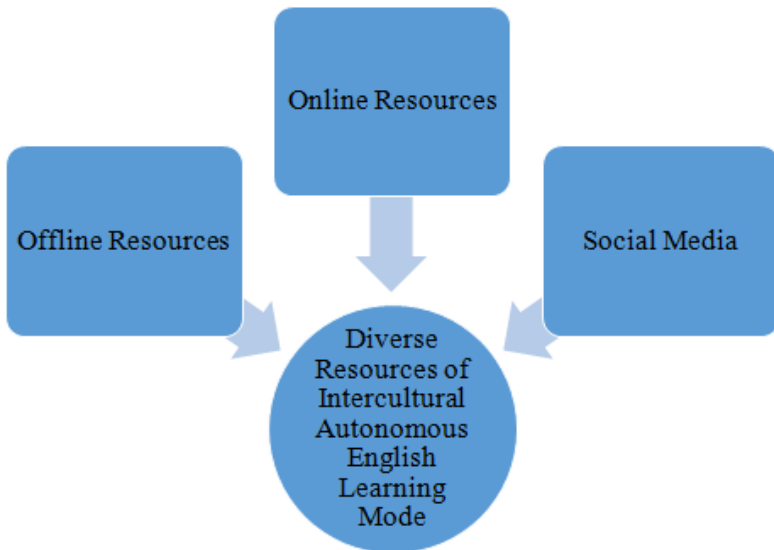 Online Resources
Offline Resources
Social Media
Diverse
Resources of
Intercultural
Autonomous
English
Learning
Mode